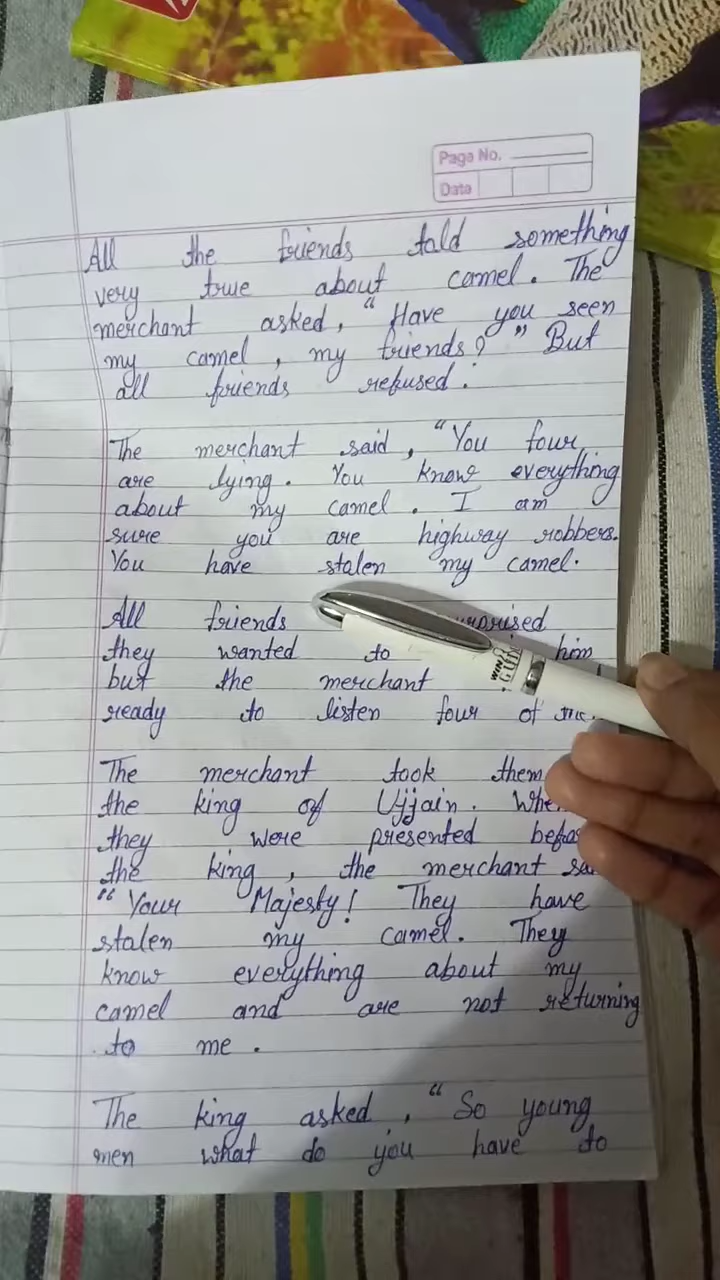 Page No.
Date
All the friends told something
very true about camel. The
merchant asked, "Have you seen
my camel, my friends?" But
all friends refused.
The merchant said, "You four
are lying. You know everything
about my camel. I am
sure you are highway robbers.
You have stolen my camel.
All friends
they wanted to him
but the merchant
ready to listen four of
The merchant took them
the king of Ujjain.
they were presented
the king, the merchant
"Your Majesty! They have
stolen my camel. They
know everything about my
camel and are not returning
to me.
The king asked, "So young
men what do you have to